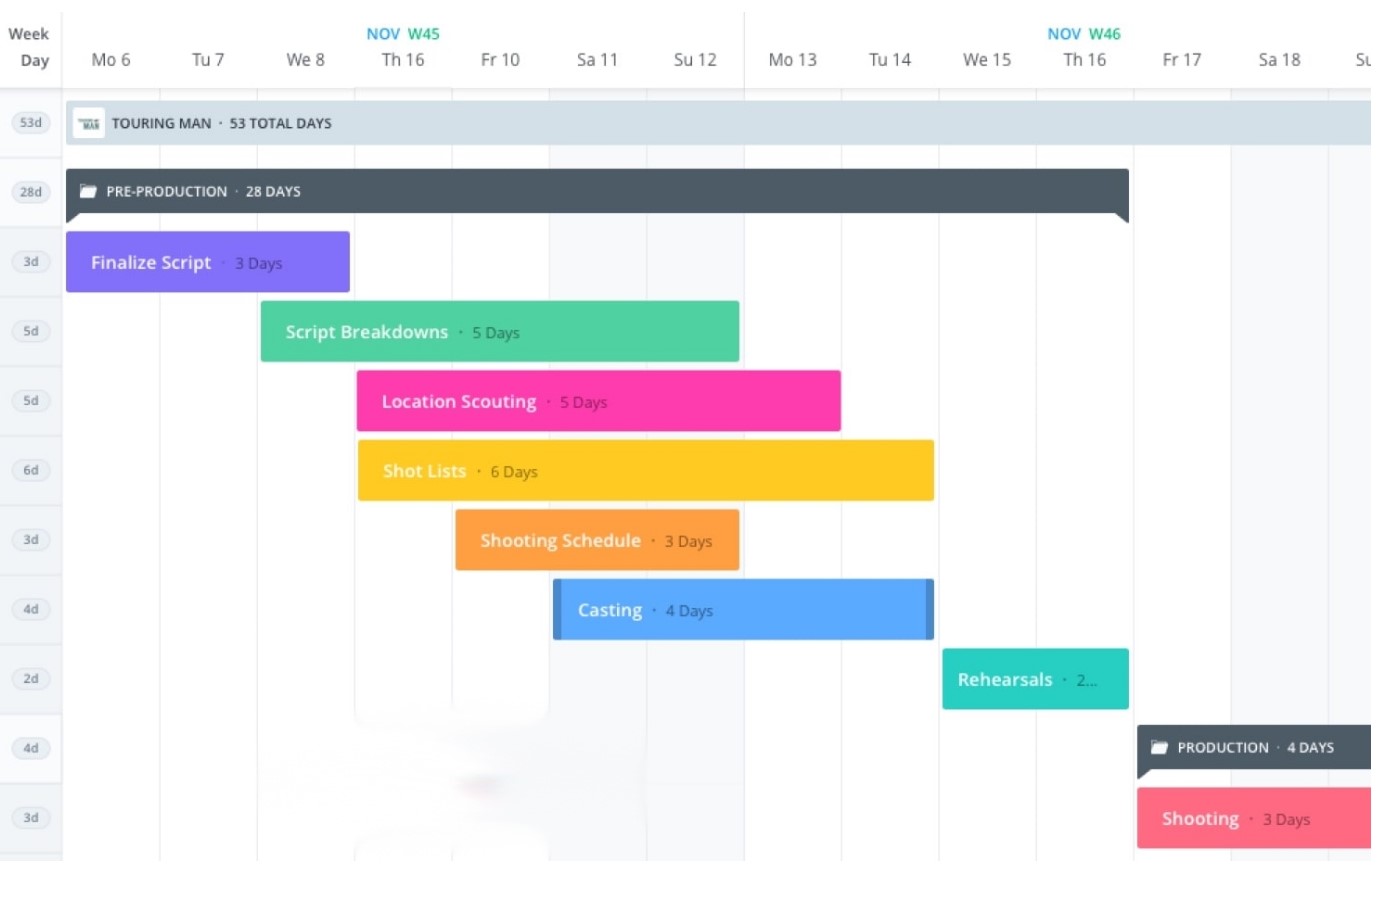 Week NOV W45 NOV W46
Day Mo 6 Tu 7 We 8 Th 16 Fr 10 Sa 11 Su 12 Mo 13 Tu 14 We 15 Th 16 Fr 17 Sa 18 Su
53d TOURING MAN · 53 TOTAL DAYS
28d PRE-PRODUCTION · 28 DAYS
3d Finalize Script · 3 Days
5d Script Breakdowns · 5 Days
5d Location Scouting · 5 Days
6d Shot Lists · 6 Days
3d Shooting Schedule · 3 Days
4d Casting · 4 Days
2d Rehearsals · 2...
4d PRODUCTION · 4 DAYS
3d Shooting · 3 Days